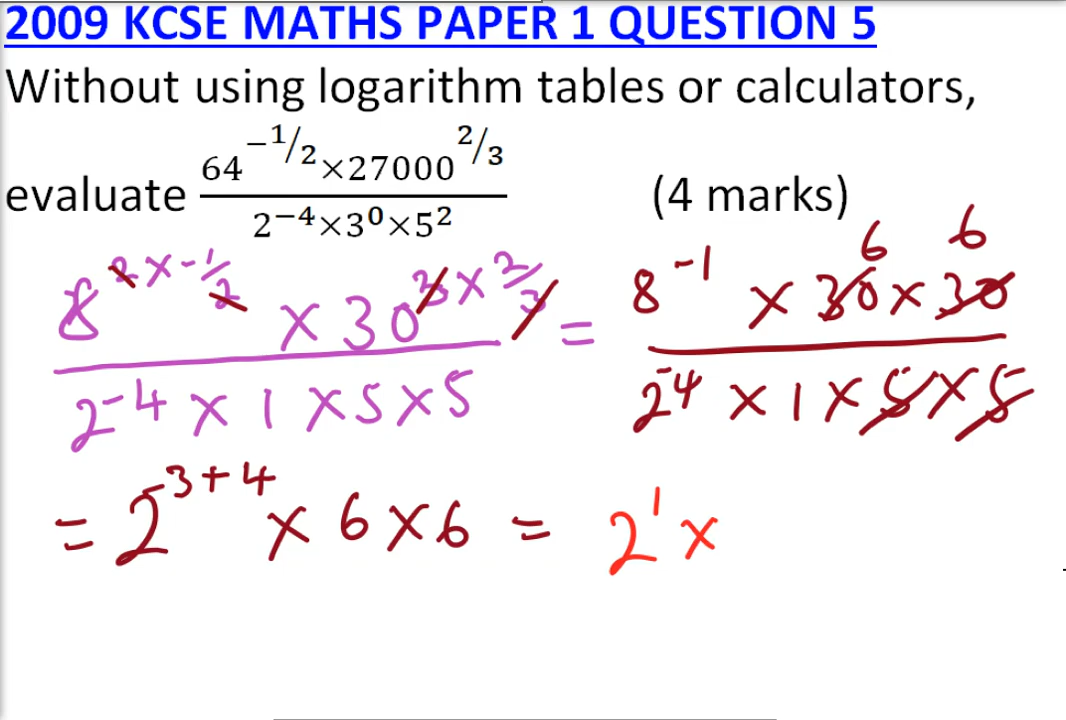 2009 KCSE MATHS PAPER 1 QUESTION 5
Without using logarithm tables or calculators,
evaluate 64^(-1/2) ×27000^(2/3) / 2^(−4)×3^0×5^2 (4 marks)
8^(2 x -1/2) x 30^(3 x 2/3) / 2^(-4) x 1 x 5 x 5 = 8^(-1) x 30 x 30 / 2^(-4) x 1 x 5 x 5
6 6
= 2^(-3+4) x 6 x 6 = 2^1 x